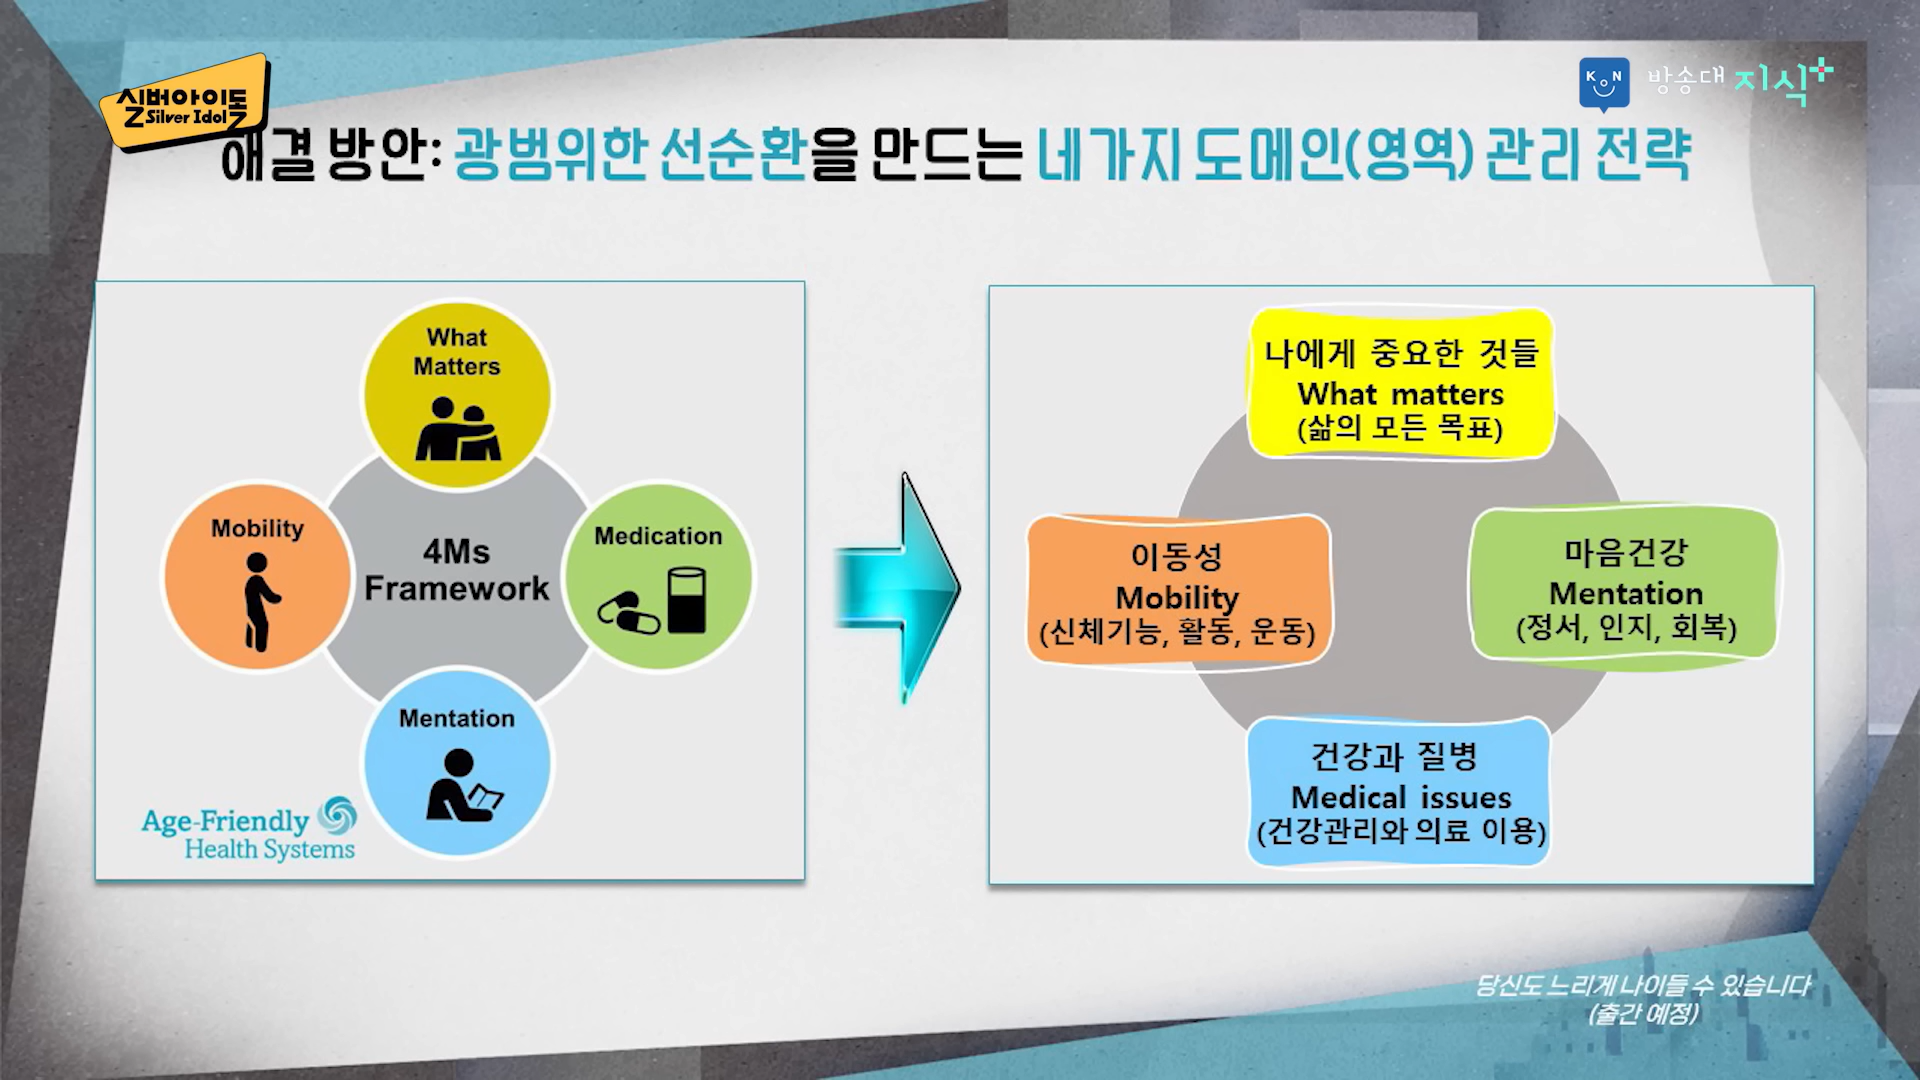 실버아이돌
Silver Idol
KON
방송대 지식+
해결 방안: 광범위한 선순환을 만드는 네가지 도메인(영역) 관리 전략
What
Matters
Mobility
4Ms
Framework
Medication
Mentation
Age-Friendly
Health Systems
나에게 중요한 것들
What matters
(삶의 모든 목표)
이동성
Mobility
(신체기능, 활동, 운동)
마음건강
Mentation
(정서, 인지, 회복)
건강과 질병
Medical issues
(건강관리와 의료 이용)
당신도 느리게 나이들 수 있습니다
(출간 예정)